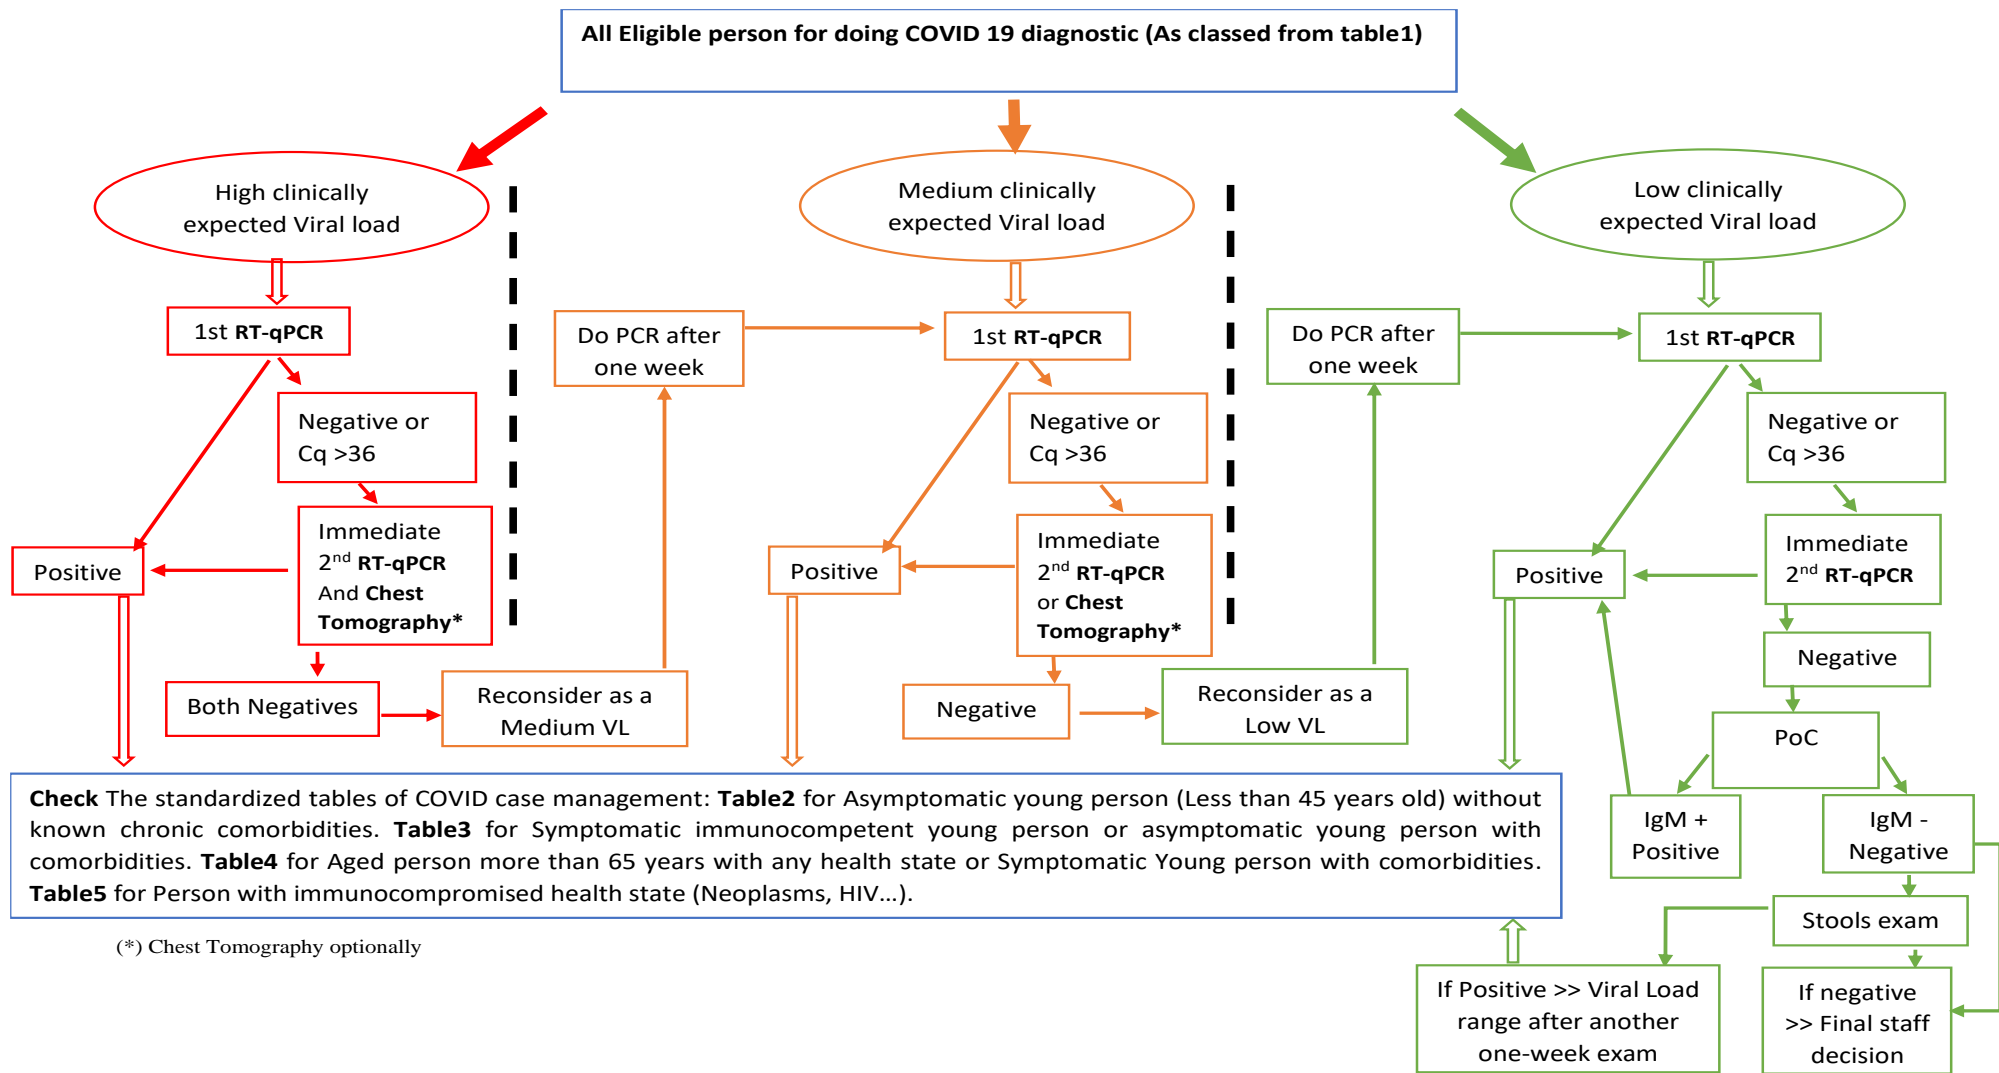 All Eligible person for doing COVID 19 diagnostic (As classed from table1)
High clinically
expected Viral load
1st RT-qPCR
Negative or
Cq >36
Immediate
2nd RT-qPCR
And Chest
Tomography*
Positive
Both Negatives
Reconsider as a
Medium VL
Do PCR after
one week
Medium clinically
expected Viral load
1st RT-qPCR
Negative or
Cq >36
Immediate
2nd RT-qPCR
or Chest
Tomography*
Positive
Negative
Reconsider as a
Low VL
Do PCR after
one week
Low clinically
expected Viral load
1st RT-qPCR
Negative or
Cq >36
Immediate
2nd RT-qPCR
Positive
Negative
PoC
IgM +
Positive
IgM -
Negative
Stools exam
If Positive >> Viral Load
range after another
one-week exam
If negative
>> Final staff
decision
Check The standardized tables of COVID case management: Table2 for Asymptomatic young person (Less than 45 years old) without
known chronic comorbidities. Table3 for Symptomatic immunocompetent young person or asymptomatic young person with
comorbidities. Table4 for Aged person more than 65 years with any health state or Symptomatic Young person with comorbidities.
Table5 for Person with immunocompromised health state (Neoplasms, HIV...).
(*) Chest Tomography optionally